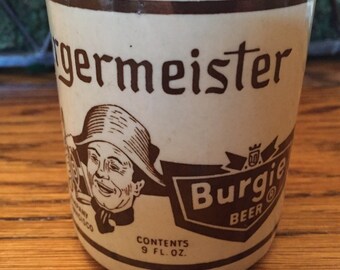 rgermeister
Burgie
BEER ®
CONTENTS
9 FL. OZ.